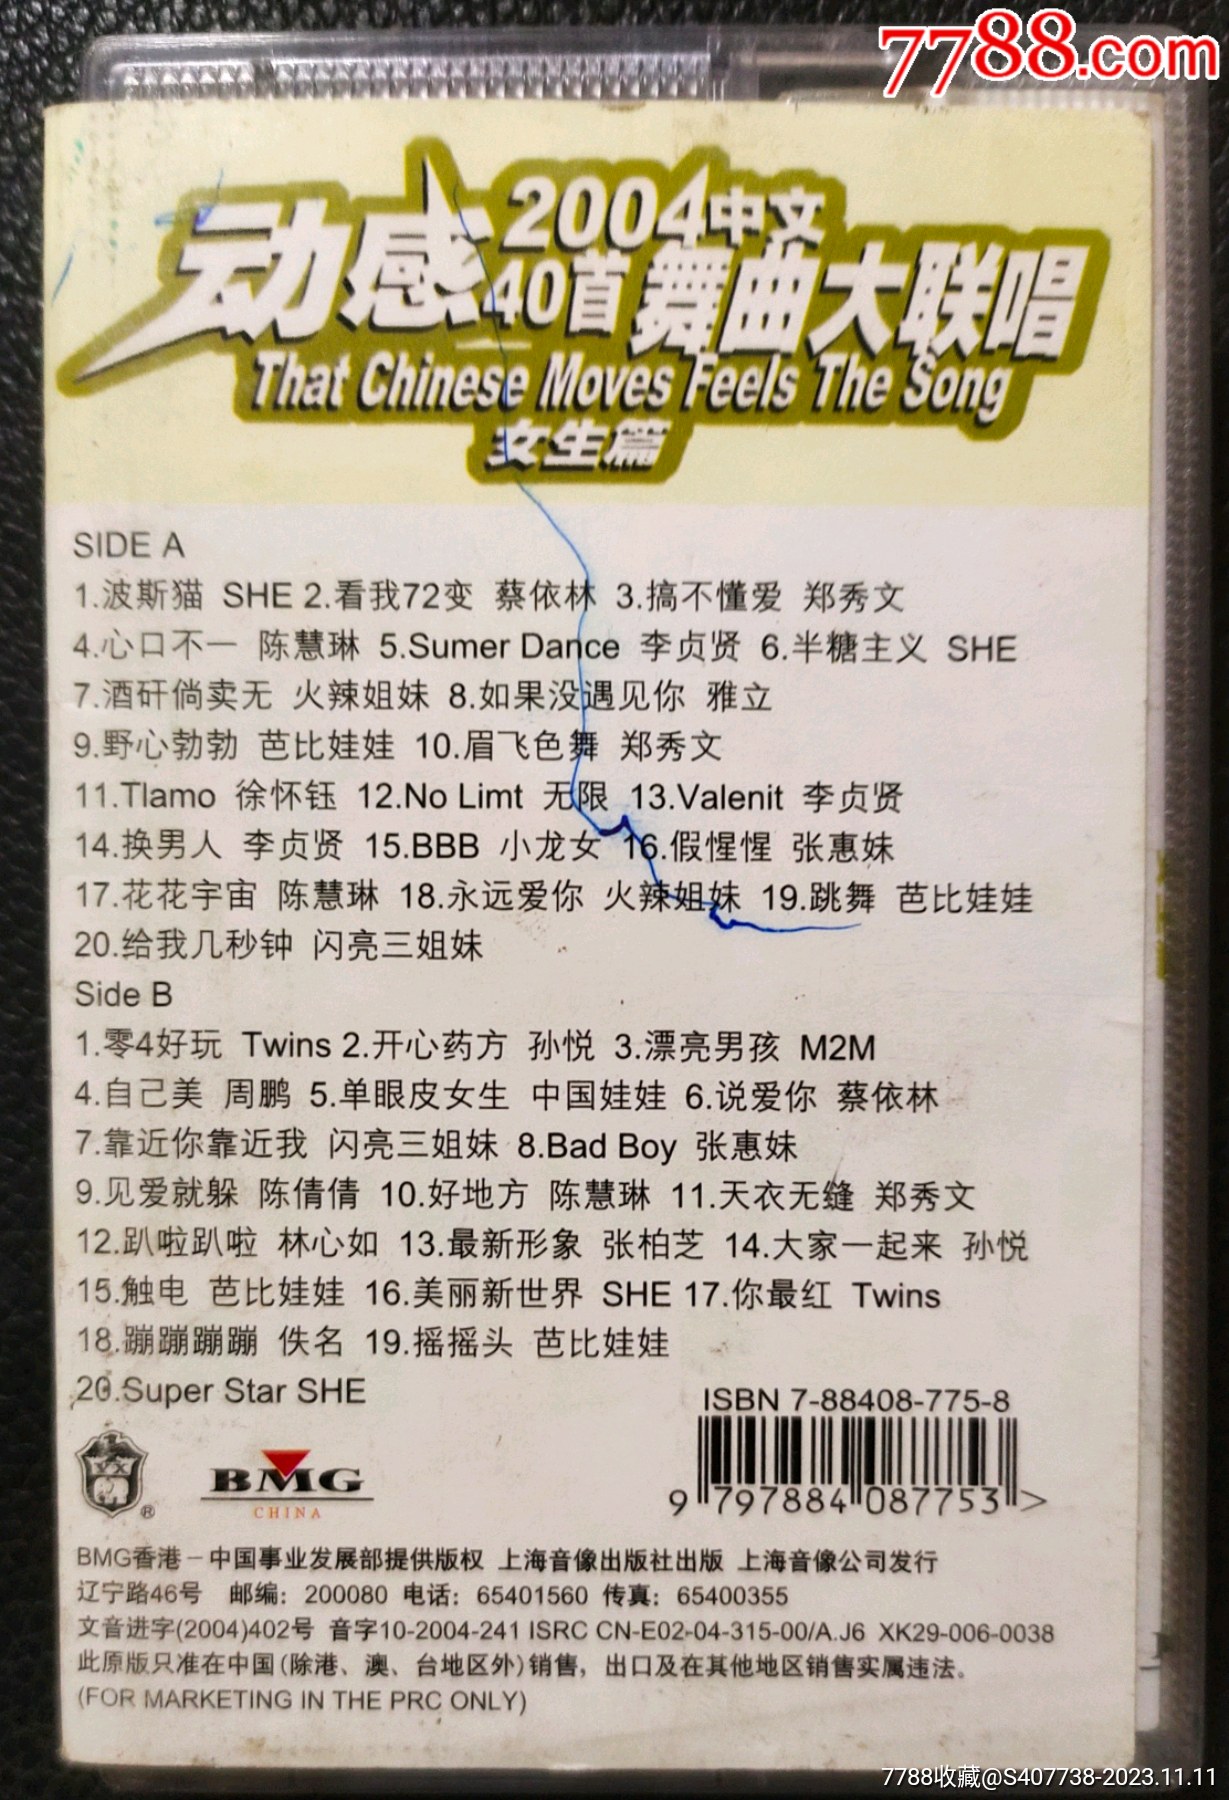 7788.com
动感2004中文
40首舞曲大联唱
That Chinese Moves Feels The Song
女生篇
SIDE A
1.波斯猫 SHE 2.看我72变 蔡依林 3.搞不懂爱 郑秀文
4.心口不一 陈慧琳 5.Sumer Dance 李贞贤 6.半糖主义 SHE
7.酒矸倘卖无 火辣姐妹 8.如果没遇见你 雅立
9.野心勃勃 芭比娃娃 10.眉飞色舞 郑秀文
11.Tlamo 徐怀钰 12.No Limt 无限 13.Valenit 李贞贤
14.换男人 李贞贤 15.BBB 小龙女 16.假惺惺 张惠妹
17.花花宇宙 陈慧琳 18.永远爱你 火辣姐妹 19.跳舞 芭比娃娃
20.给我几秒钟 闪亮三姐妹
Side B
1.零4好玩 Twins 2.开心药方 孙悦 3.漂亮男孩 M2M
4.自己美 周鹏 5.单眼皮女生 中国娃娃 6.说爱你 蔡依林
7.靠近你靠近我 闪亮三姐妹 8.Bad Boy 张惠妹
9.见爱就躲 陈倩倩 10.好地方 陈慧琳 11.天衣无缝 郑秀文
12.趴啦趴啦 林心如 13.最新形象 张柏芝 14.大家一起来 孙悦
15.触电 芭比娃娃 16.美丽新世界 SHE 17.你最红 Twins
18.蹦蹦蹦蹦 佚名 19.摇摇头 芭比娃娃
20.Super Star SHE
ISBN 7-88408-775-8
9 797884 087753 >
BMG
CHINA
BMG香港－中国事业发展部提供版权 上海音像出版社出版 上海音像公司发行
辽宁路46号 邮编：200080 电话：65401560 传真：65400355
文音进字(2004)402号 音字10-2004-241 ISRC CN-E02-04-315-00/A.J6 XK29-006-0038
此原版只准在中国(除港、澳、台地区外)销售，出口及在其他地区销售实属违法。
(FOR MARKETING IN THE PRC ONLY)
7788收藏@S407738-2023.11.11